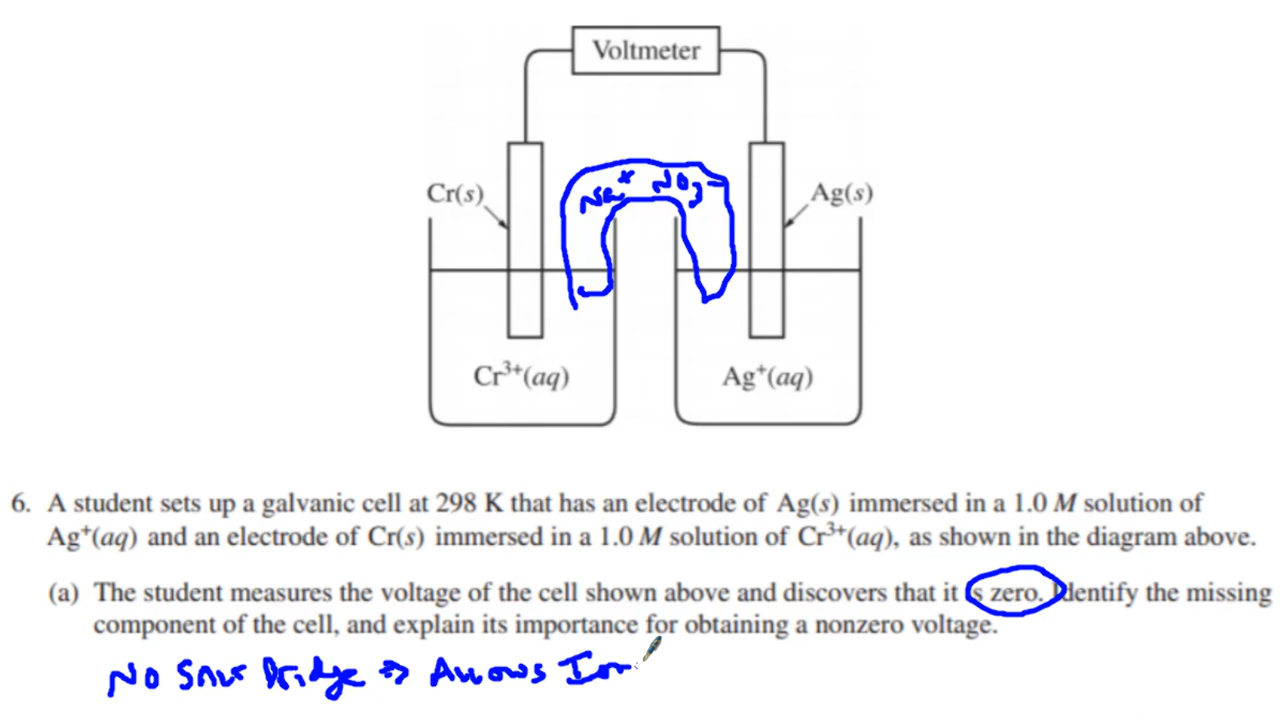 Voltmeter
Cr(s)
Na⁺ NO₃⁻
Ag(s)
Cr³⁺(aq)
Ag⁺(aq)
6. A student sets up a galvanic cell at 298 K that has an electrode of Ag(s) immersed in a 1.0 M solution of
Ag⁺(aq) and an electrode of Cr(s) immersed in a 1.0 M solution of Cr³⁺(aq), as shown in the diagram above.
(a) The student measures the voltage of the cell shown above and discovers that it is zero. Identify the missing
component of the cell, and explain its importance for obtaining a nonzero voltage.
No Salt Bridge ⇒ Allows Ion